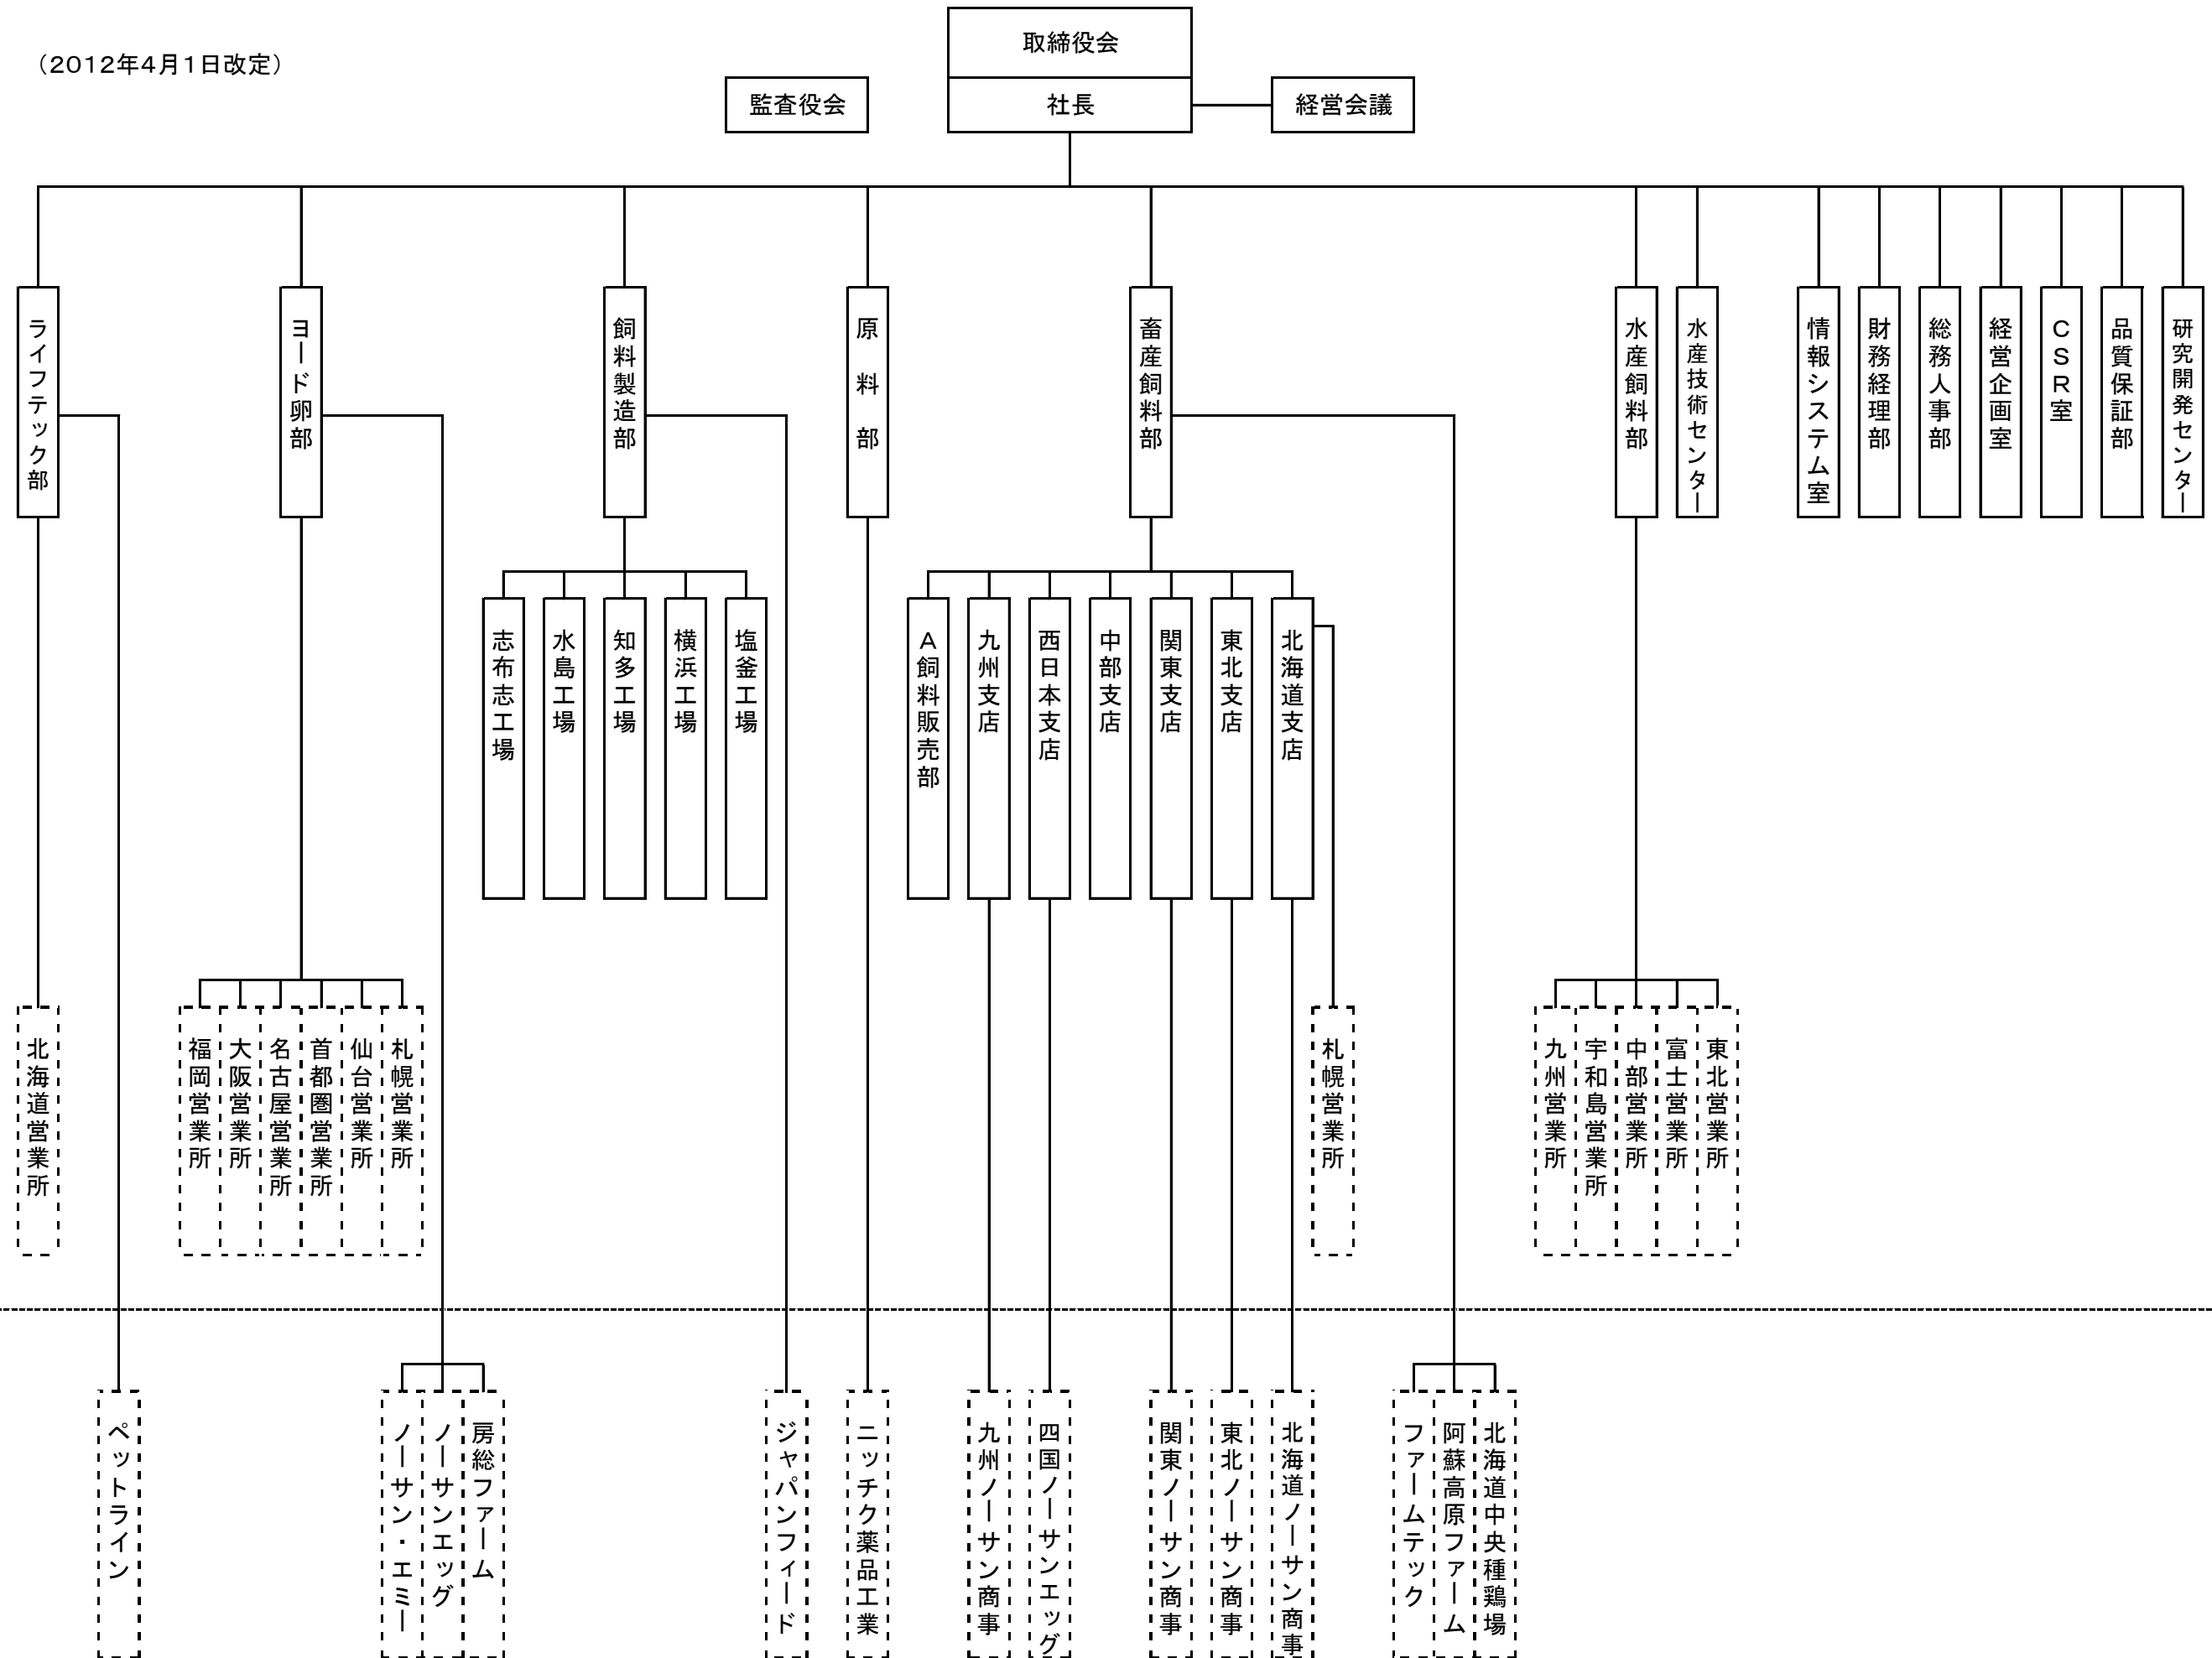 （2012年4月1日改定）
取締役会
監査役会
社長
経営会議
ライフテック部
ヨード卵部
飼料製造部
原料部
畜産飼料部
水産飼料部
水産技術センター
情報システム室
財務経理部
総務人事部
経営企画室
CSR室
品質保証部
研究開発センター
志布志工場
水島工場
知多工場
横浜工場
塩釜工場
A飼料販売部
九州支店
西日本支店
中部支店
関東支店
東北支店
北海道支店
北海道営業所
福岡営業所
大阪営業所
名古屋営業所
首都圏営業所
仙台営業所
札幌営業所
札幌営業所
九州営業所
宇和島営業所
中部営業所
富士営業所
東北営業所
ペットライン
ノーサン・エミー
ノーサンエッグ
房総ファーム
ジャパンフィード
ニッチク薬品工業
九州ノーサン商事
四国ノーサンエッグ
関東ノーサン商事
東北ノーサン商事
北海道ノーサン商事
ファームテック
阿蘇高原ファーム
北海道中央種鶏場